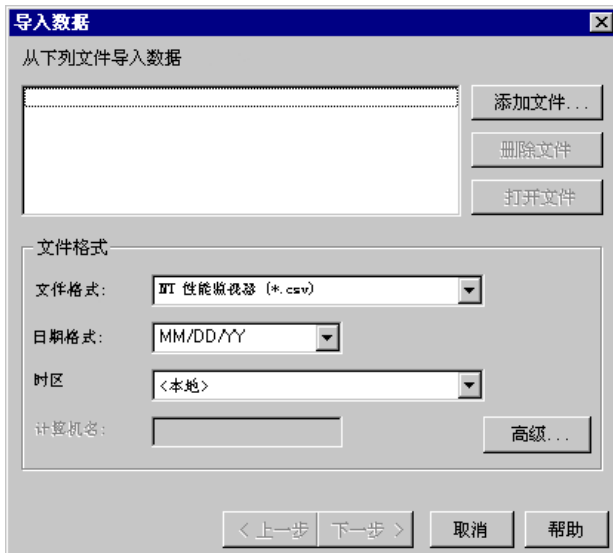 导入数据
从下列文件导入数据
添加文件...
删除文件
打开文件
文件格式
文件格式: NT 性能监视器 (*.csv)
日期格式: MM/DD/YY
时区 <本地>
计算机名:
高级...
< 上一步 下一步 > 取消 帮助